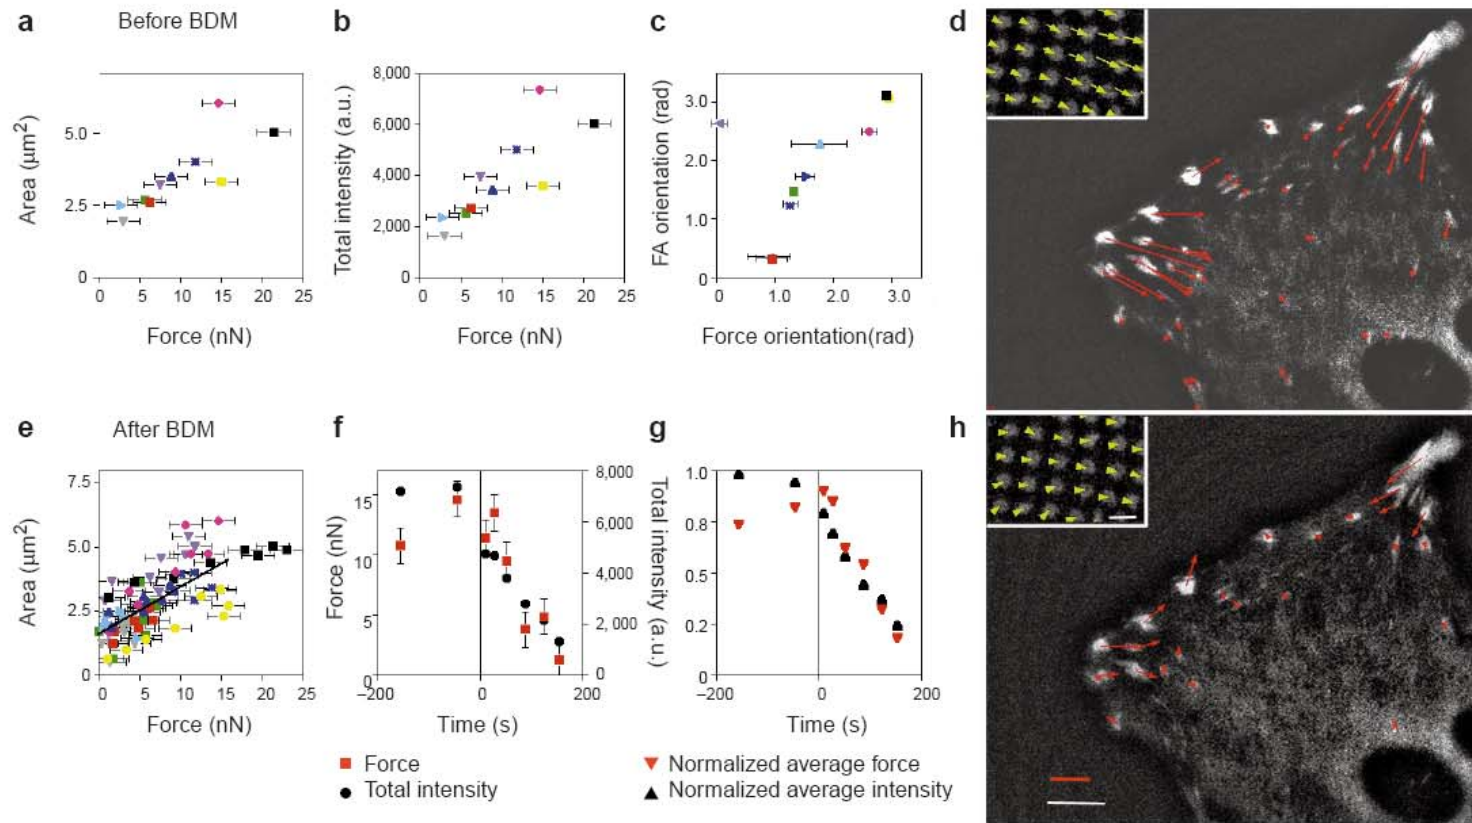 a Before BDM
Area (µm²)
5.0
2.5
0
0 5 10 15 20 25
Force (nN)
b
Total intensity (a.u.)
8,000
6,000
4,000
2,000
0
0 5 10 15 20 25
Force (nN)
c
FA orientation (rad)
3.0
2.0
1.0
0
0 1.0 2.0 3.0
Force orientation(rad)
d
e After BDM
Area (µm²)
7.5
5.0
2.5
0
0 5 10 15 20 25
Force (nN)
f
Force (nN)
15
10
5
0
8,000
6,000
4,000
2,000
0
Total intensity (a.u.)
−200 0 200
Time (s)
Force
Total intensity
g
1.0
0.8
0.5
0.2
0.0
−200 0 200
Time (s)
Normalized average force
Normalized average intensity
h